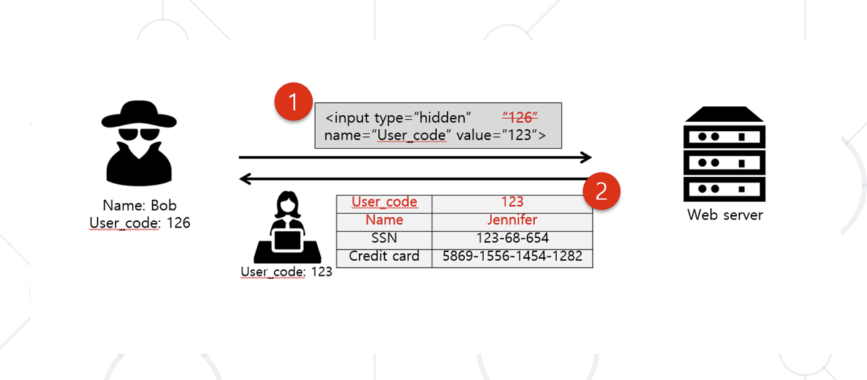 1
<input type="hidden" "126"
name="User_code" value="123">
2
Name: Bob
User_code: 126
User_code: 123
User_code 123
Name Jennifer
SSN 123-68-654
Credit card 5869-1556-1454-1282
Web server